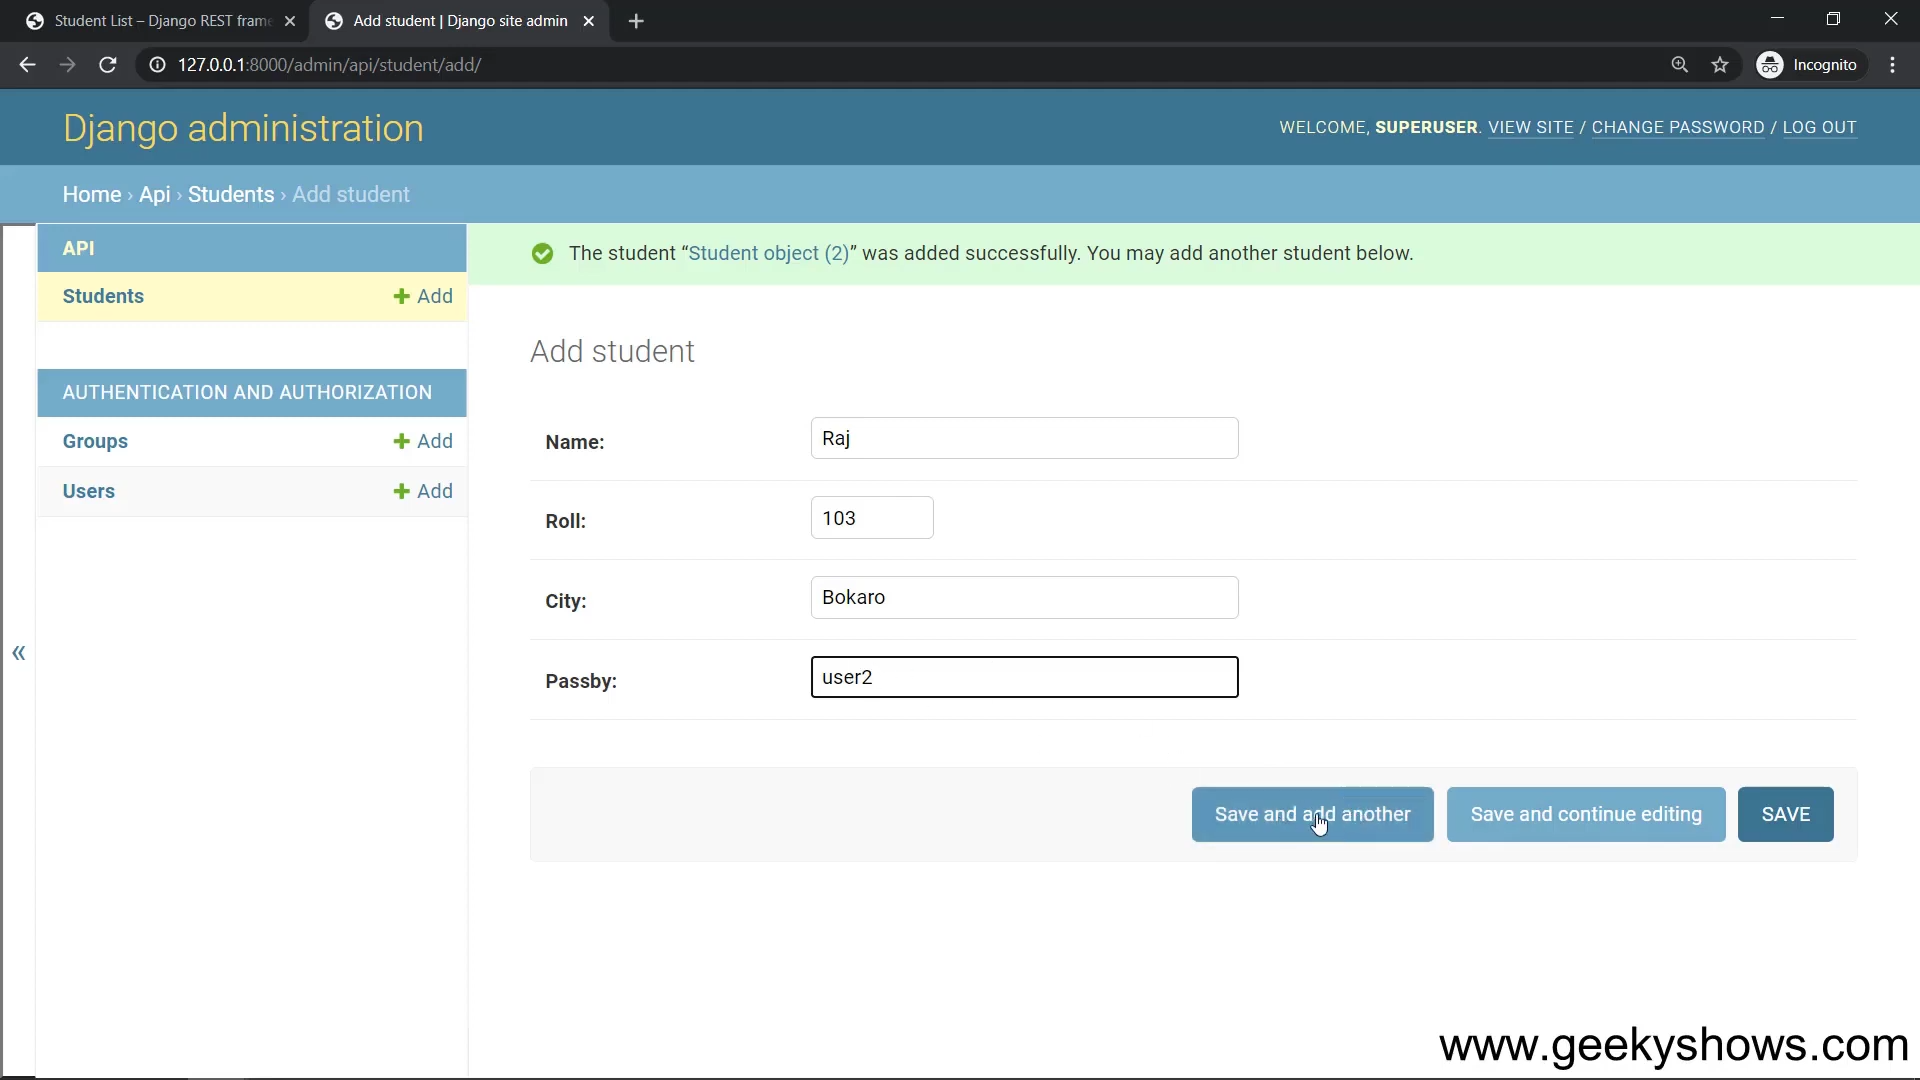 Student List – Django REST frame
Add student | Django site admin
127.0.0.1:8000/admin/api/student/add/
Incognito
Django administration
WELCOME, SUPERUSER. VIEW SITE / CHANGE PASSWORD / LOG OUT
Home › Api › Students › Add student
API
Students
Add
AUTHENTICATION AND AUTHORIZATION
Groups
Add
Users
Add
«
The student “Student object (2)” was added successfully. You may add another student below.
Add student
Name:
Raj
Roll:
103
City:
Bokaro
Passby:
user2
Save and add another
Save and continue editing
SAVE
www.geekyshows.com